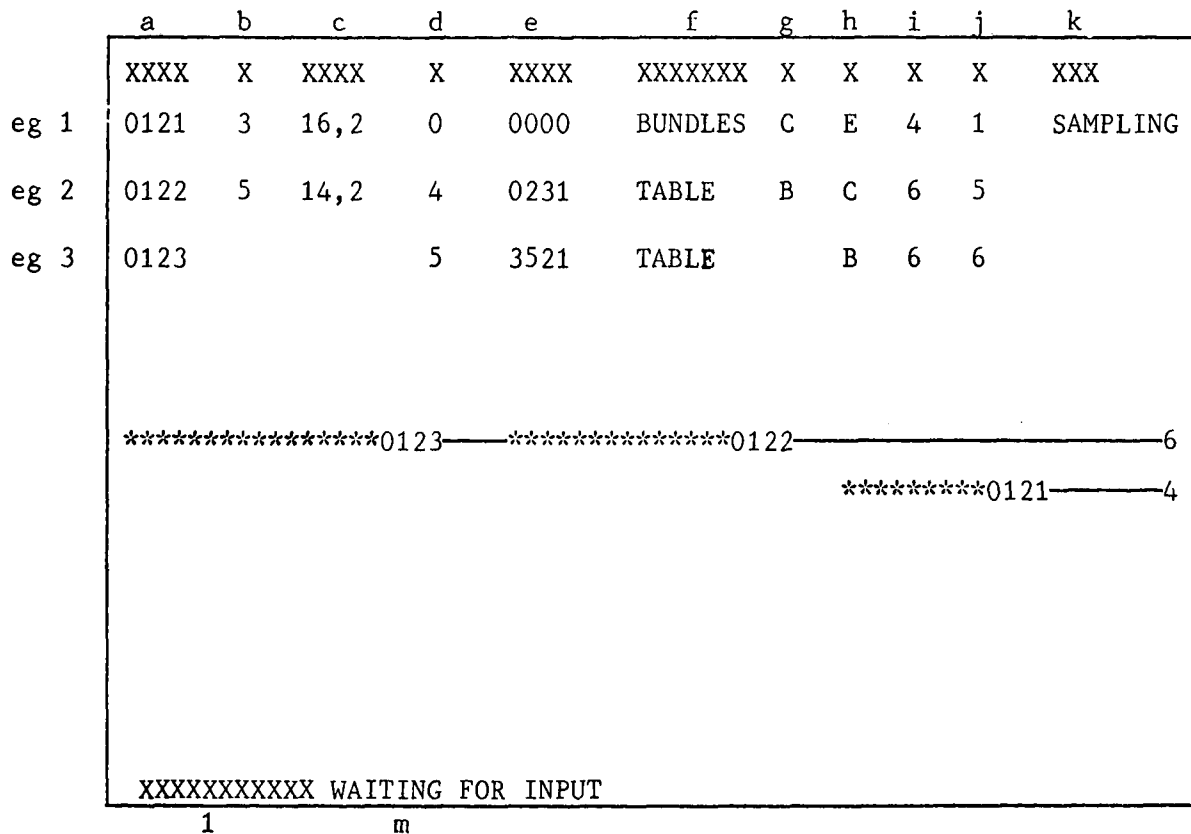 a b c d e f g h i j k
XXXX X XXXX X XXXX XXXXXXX X X X X XXX
eg 1 0121 3 16,2 0 0000 BUNDLES C E 4 1 SAMPLING
eg 2 0122 5 14,2 4 0231 TABLE B C 6 5
eg 3 0123 5 3521 TABLE B 6 6
****************0123——**************0122————————————6
*********0121————4
XXXXXXXXXXX WAITING FOR INPUT
1 m